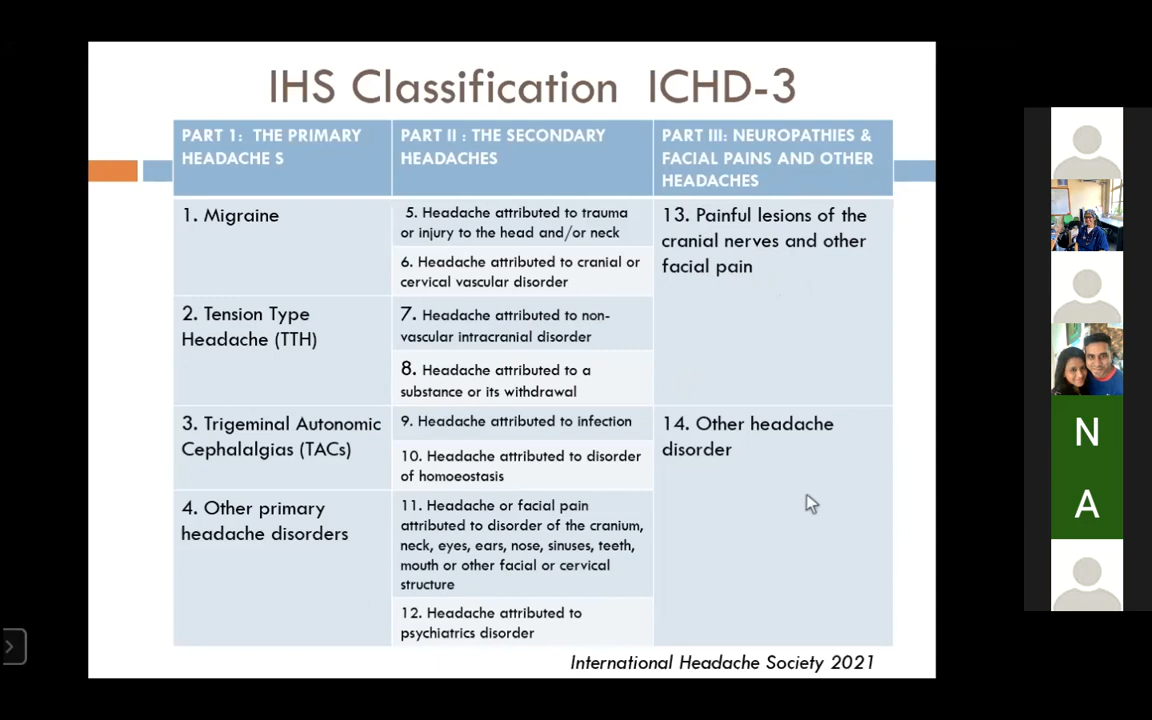 IHS Classification ICHD-3
PART 1: THE PRIMARY
HEADACHE S
PART II : THE SECONDARY
HEADACHES
PART III: NEUROPATHIES &
FACIAL PAINS AND OTHER
HEADACHES
1. Migraine
5. Headache attributed to trauma
or injury to the head and/or neck
6. Headache attributed to cranial or
cervical vascular disorder
13. Painful lesions of the
cranial nerves and other
facial pain
2. Tension Type
Headache (TTH)
7. Headache attributed to non-
vascular intracranial disorder
8. Headache attributed to a
substance or its withdrawal
3. Trigeminal Autonomic
Cephalalgias (TACs)
9. Headache attributed to infection
10. Headache attributed to disorder
of homoeostasis
14. Other headache
disorder
4. Other primary
headache disorders
11. Headache or facial pain
attributed to disorder of the cranium,
neck, eyes, ears, nose, sinuses, teeth,
mouth or other facial or cervical
structure
12. Headache attributed to
psychiatrics disorder
International Headache Society 2021
N
A